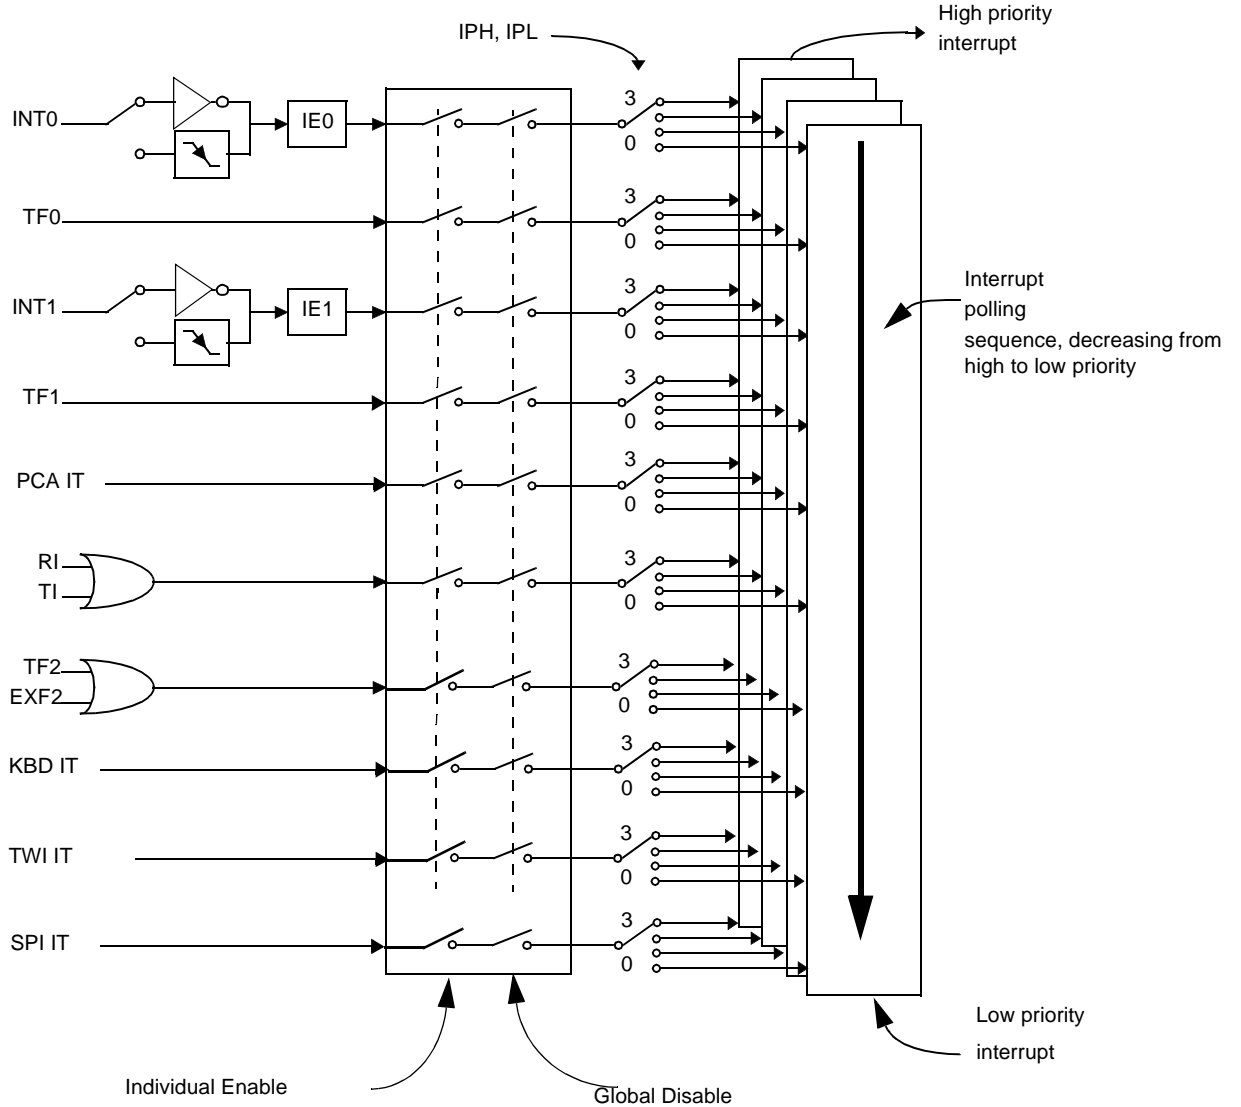 High priority
interrupt
IPH, IPL
INT0
IE0
3
0
TF0
3
0
INT1
IE1
3
0
Interrupt
polling
sequence, decreasing from
high to low priority
TF1
3
0
PCA IT
3
0
RI
TI
3
0
TF2
EXF2
3
0
KBD IT
3
0
TWI IT
3
0
SPI IT
3
0
Low priority
interrupt
Individual Enable
Global Disable